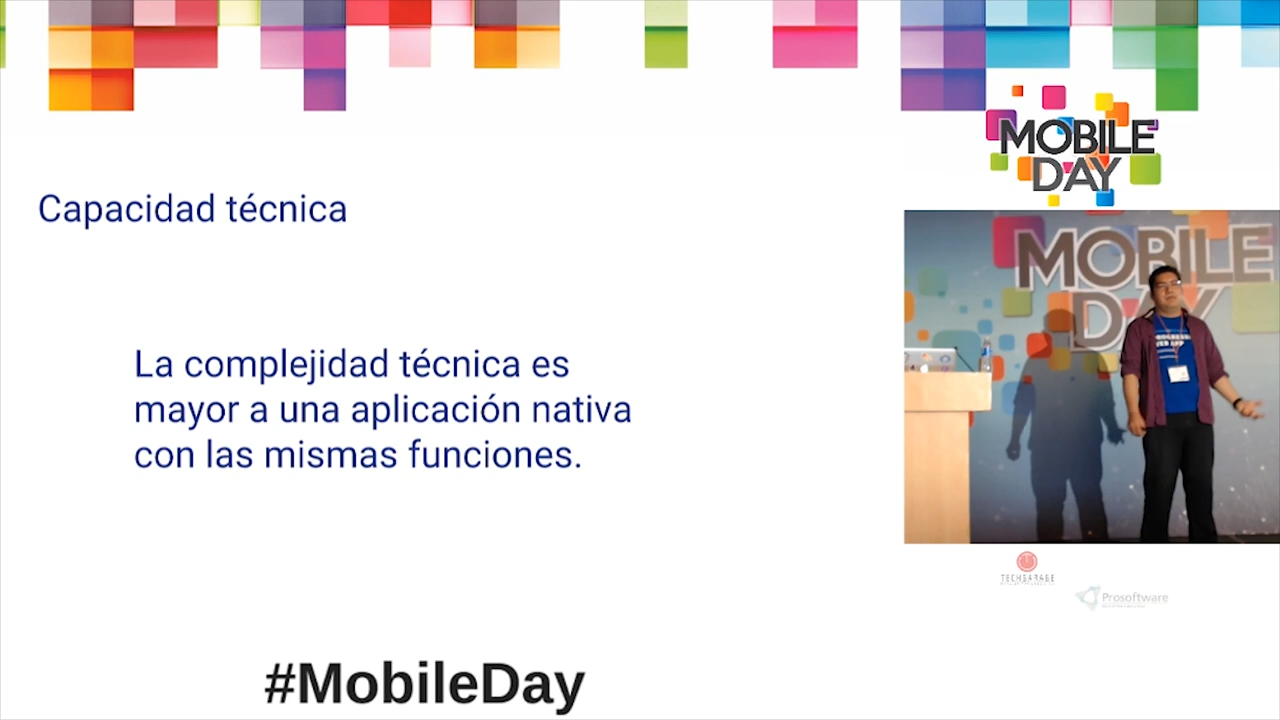 MOBILE
DAY
Capacidad técnica
La complejidad técnica es
mayor a una aplicación nativa
con las mismas funciones.
MOBILE
DAY
TECHGARAGE
Prosoftware
#MobileDay